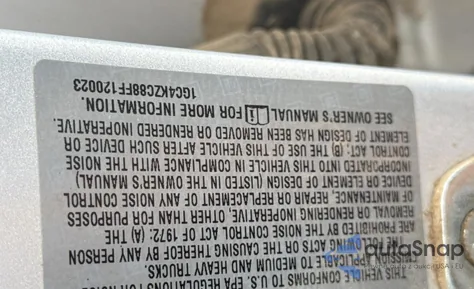 THIS VEHICLE CONFORMS TO U.S. EPA
MISSION TO MEDIUM AND HEAVY TRUCKS.
ACTS OR THE CAUSING THEREOF BY ANY PERSON
ARE PROHIBITED BY THE NOISE CONTROL ACT OF 1972: (A) THE
REMOVAL OR RENDERING INOPERATIVE, OTHER THAN FOR PURPOSES
OF MAINTENANCE, REPAIR, OR REPLACEMENT OF ANY NOISE CONTROL
DEVICE OR ELEMENT OF DESIGN (LISTED IN THE OWNER'S MANUAL)
INCORPORATED INTO THIS VEHICLE IN COMPLIANCE WITH THE NOISE
CONTROL ACT; (B) THE USE OF THIS VEHICLE AFTER SUCH DEVICE OR
ELEMENT OF DESIGN HAS BEEN REMOVED OR RENDERED INOPERATIVE.
SEE OWNER'S MANUAL FOR MORE INFORMATION.
1GC4KZC88FF120023
autoSnap